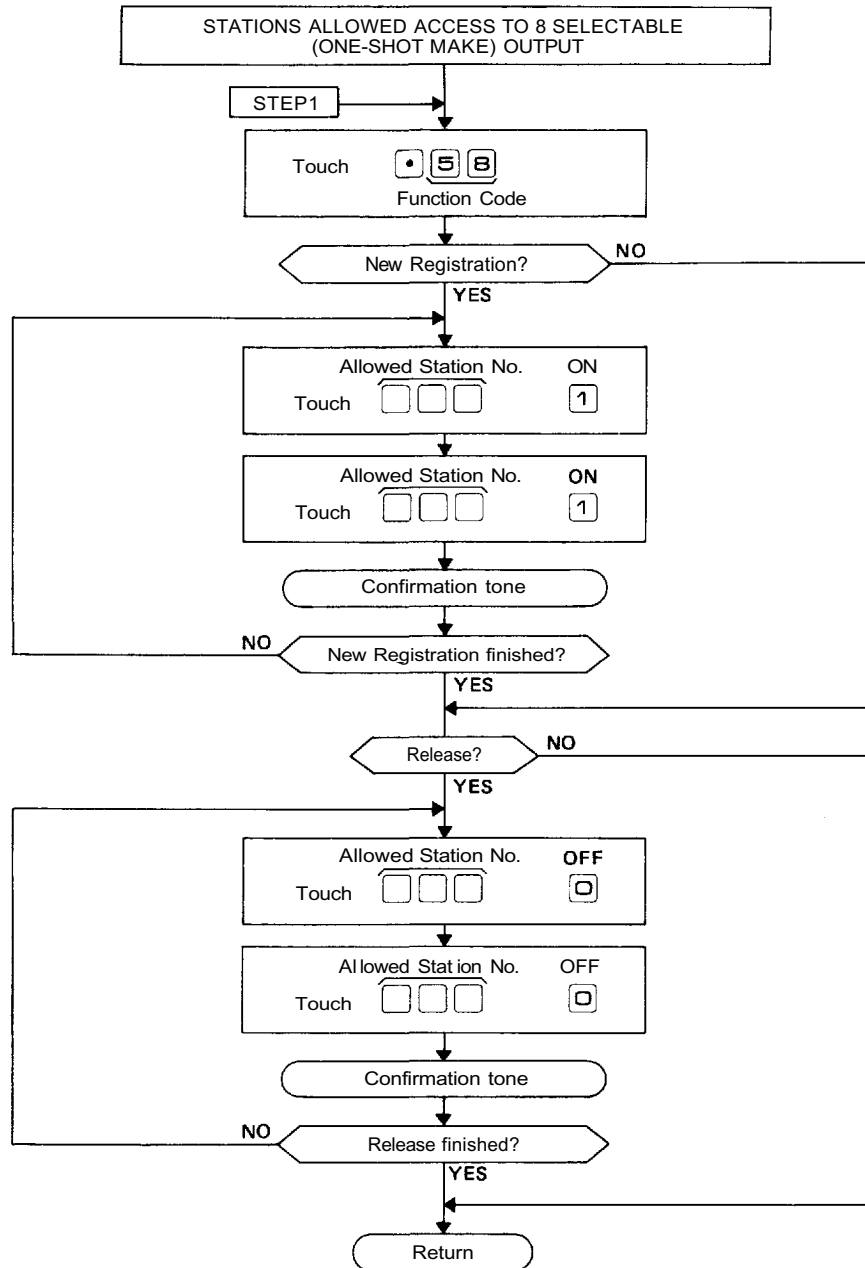 STATIONS ALLOWED ACCESS TO 8 SELECTABLE
(ONE-SHOT MAKE) OUTPUT
STEP1
Touch • 5 8
Function Code
New Registration? NO
YES
Allowed Station No. ON
Touch 1
Allowed Station No. ON
Touch 1
Confirmation tone
NO New Registration finished?
YES
Release? NO
YES
Allowed Station No. OFF
Touch 0
Allowed Station No. OFF
Touch 0
Confirmation tone
NO Release finished?
YES
Return